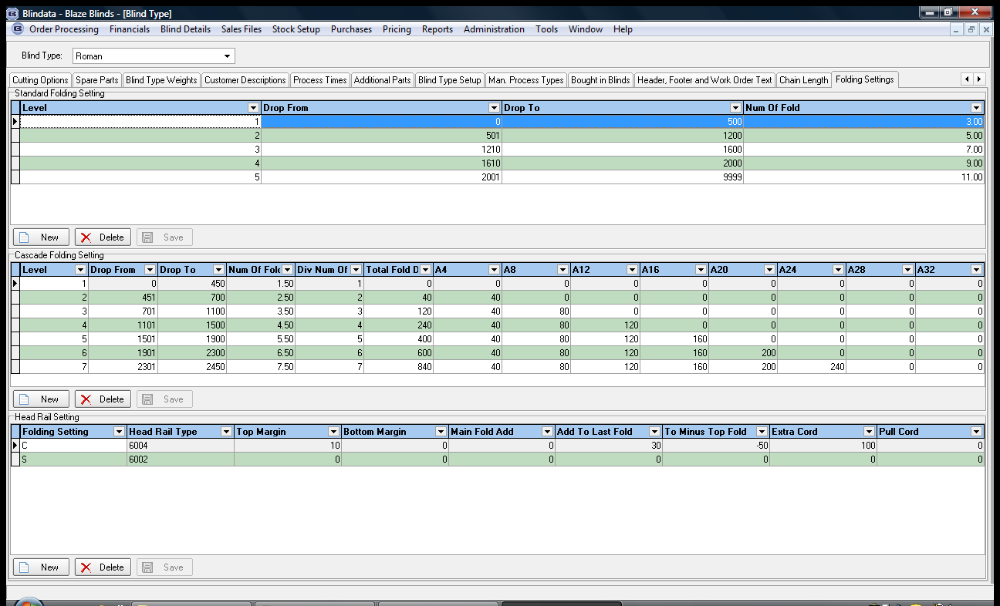 Blindata - Blaze Blinds - [Blind Type]
Order Processing Financials Blind Details Sales Files Stock Setup Purchases Pricing Reports Administration Tools Window Help
Blind Type: Roman
Cutting Options Spare Parts Blind Type Weights Customer Descriptions Process Times Additional Parts Blind Type Setup Man. Process Types Bought in Blinds Header, Footer and Work Order Text Chain Length Folding Settings
Standard Folding Setting
Level Drop From Drop To Num Of Fold
1 0 500 3.00
2 501 1200 5.00
3 1210 1600 7.00
4 1610 2000 9.00
5 2001 9999 11.00
New Delete Save
Cascade Folding Setting
Level Drop From Drop To Num Of Fold Div Num Of Total Fold D A4 A8 A12 A16 A20 A24 A28 A32
1 0 450 1.50 1 0 0 0 0 0 0 0 0 0
2 451 700 2.50 2 40 40 0 0 0 0 0 0 0
3 701 1100 3.50 3 120 40 80 0 0 0 0 0 0
4 1101 1500 4.50 4 240 40 80 120 0 0 0 0 0
5 1501 1900 5.50 5 400 40 80 120 160 0 0 0 0
6 1901 2300 6.50 6 600 40 80 120 160 200 0 0 0
7 2301 2450 7.50 7 840 40 80 120 160 200 240 0 0
New Delete Save
Head Rail Setting
Folding Setting Head Rail Type Top Margin Bottom Margin Main Fold Add Add To Last Fold To Minus Top Fold Extra Cord Pull Cord
C 6004 10 0 0 30 -50 100 0
S 6002 0 0 0 0 0 0 0
New Delete Save